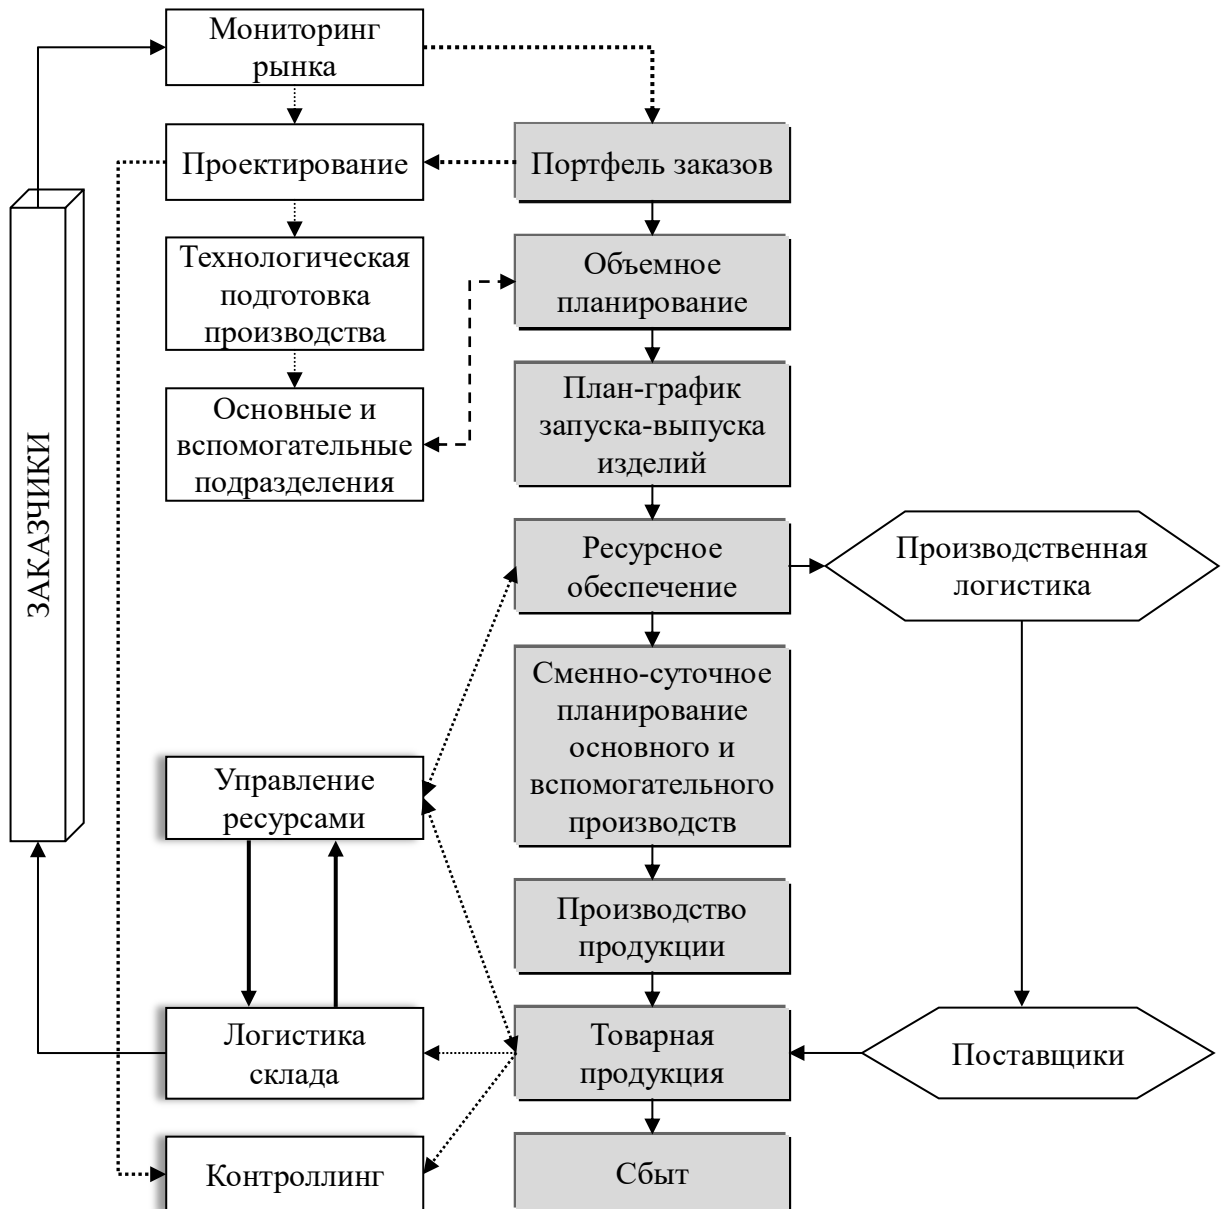 Мониторинг
рынка
Проектирование
Портфель заказов
Технологическая
подготовка
производства
Объемное
планирование
Основные и
вспомогательные
подразделения
План-график
запуска-выпуска
изделий
ЗАКАЗЧИКИ
Ресурсное
обеспечение
Производственная
логистика
Сменно-суточное
планирование
основного и
вспомогательного
производств
Управление
ресурсами
Производство
продукции
Логистика
склада
Товарная
продукция
Поставщики
Контроллинг
Сбыт